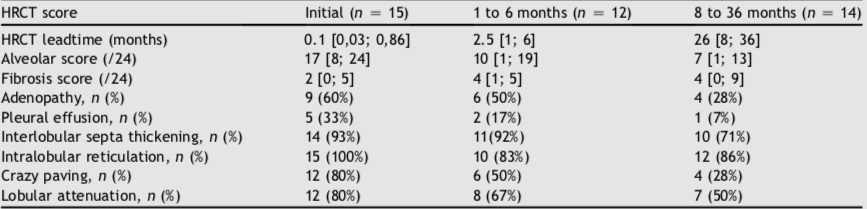 HRCT score Initial (n = 15) 1 to 6 months (n = 12) 8 to 36 months (n = 14)
HRCT leadtime (months) 0.1 [0,03; 0,86] 2.5 [1; 6] 26 [8; 36]
Alveolar score (/24) 17 [8; 24] 10 [1; 19] 7 [1; 13]
Fibrosis score (/24) 2 [0; 5] 4 [1; 5] 4 [0; 9]
Adenopathy, n (%) 9 (60%) 6 (50%) 4 (28%)
Pleural effusion, n (%) 5 (33%) 2 (17%) 1 (7%)
Interlobular septa thickening, n (%) 14 (93%) 11(92%) 10 (71%)
Intralobular reticulation, n (%) 15 (100%) 10 (83%) 12 (86%)
Crazy paving, n (%) 12 (80%) 6 (50%) 4 (28%)
Lobular attenuation, n (%) 12 (80%) 8 (67%) 7 (50%)